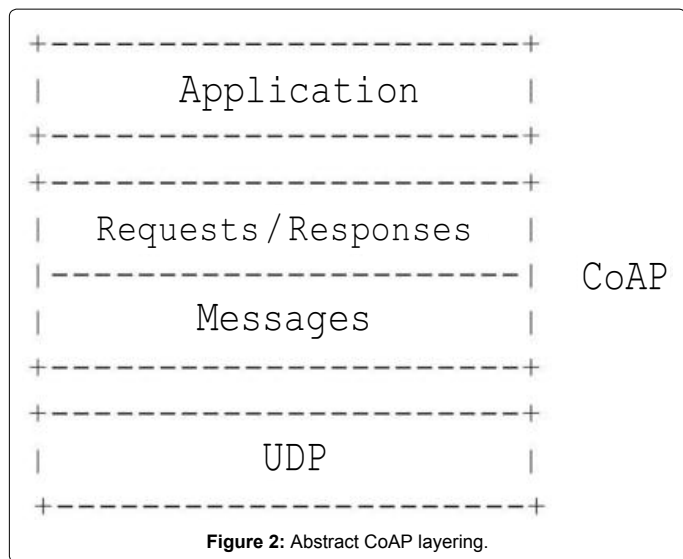 Application
Requests/Responses
CoAP
Messages
UDP
Figure 2: Abstract CoAP layering.